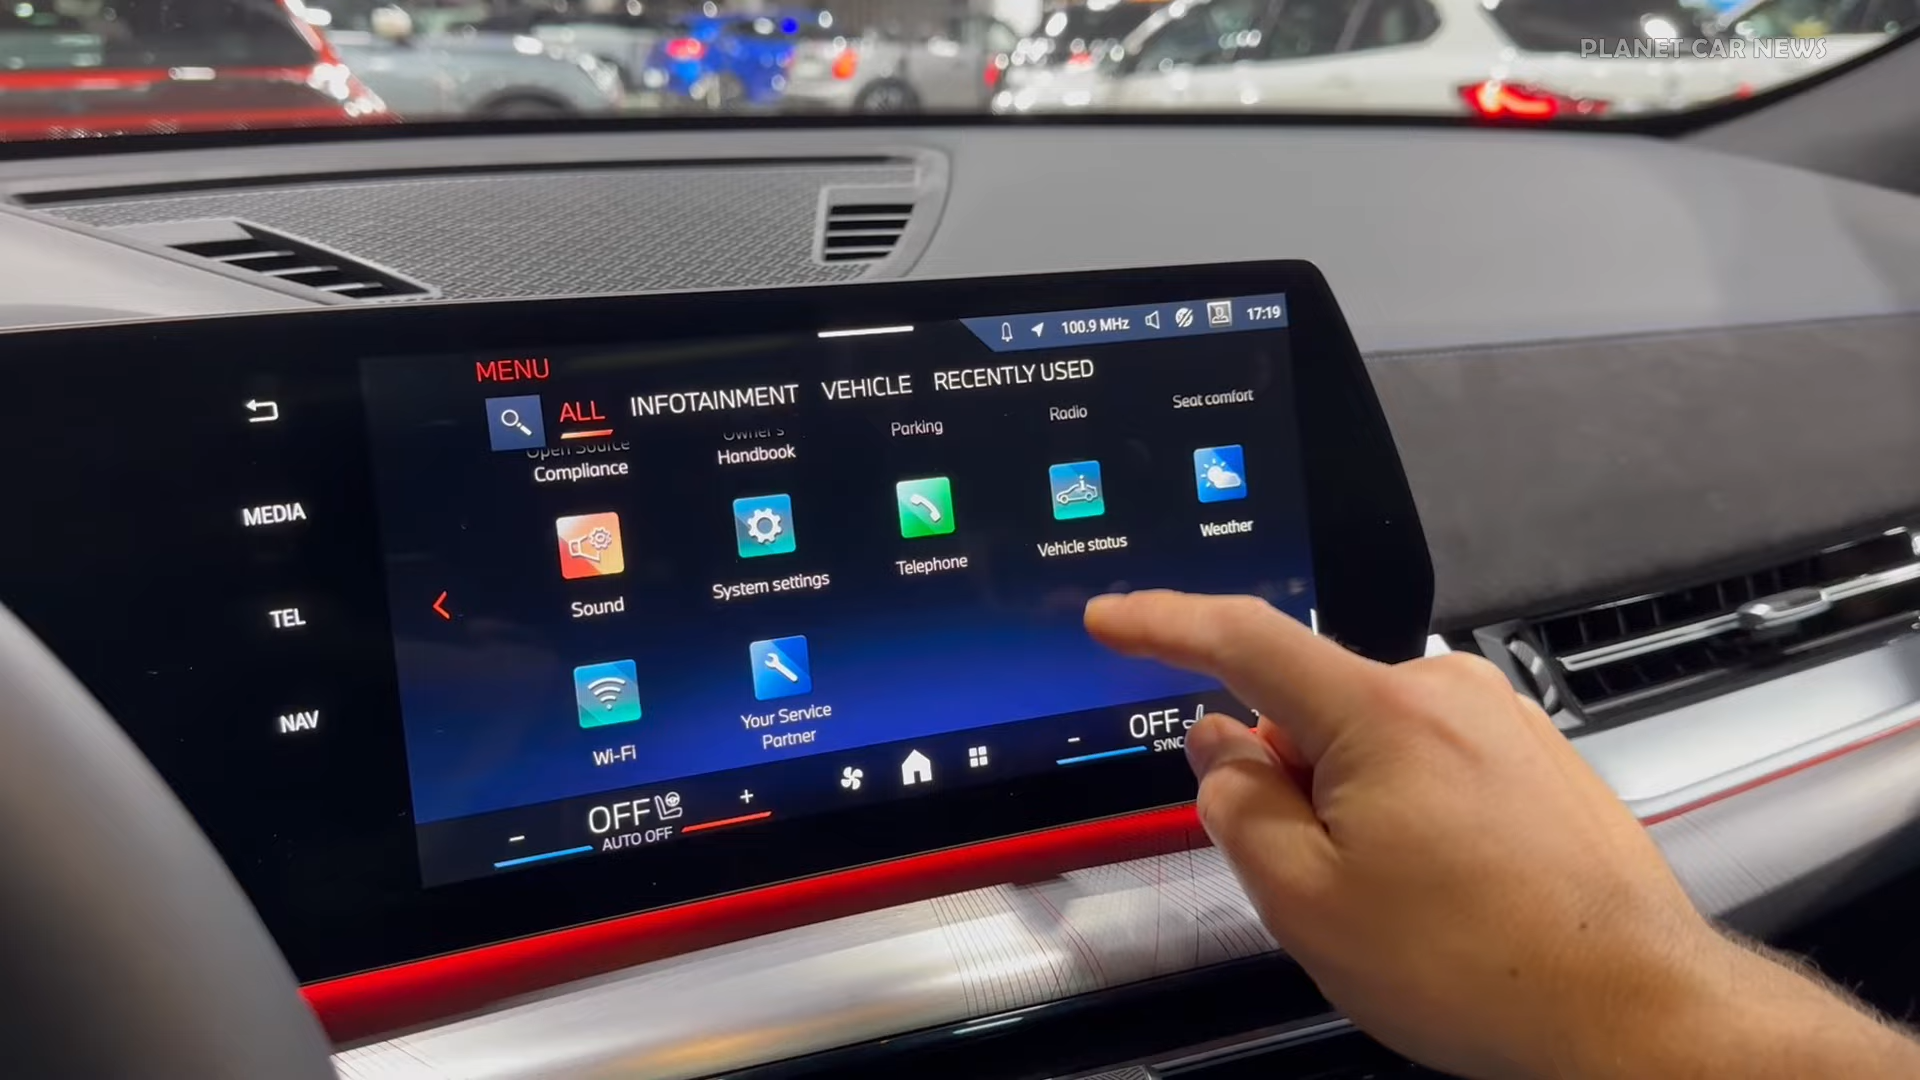 PLANET CAR NEWS
100.9 MHz
17:19
MENU
ALL
INFOTAINMENT
VEHICLE
RECENTLY USED
Open Source
Compliance
Owner's
Handbook
Parking
Radio
Seat comfort
MEDIA
TEL
NAV
Sound
System settings
Telephone
Vehicle status
Weather
Wi-Fi
Your Service
Partner
- OFF +
AUTO OFF
- OFF
SYNC